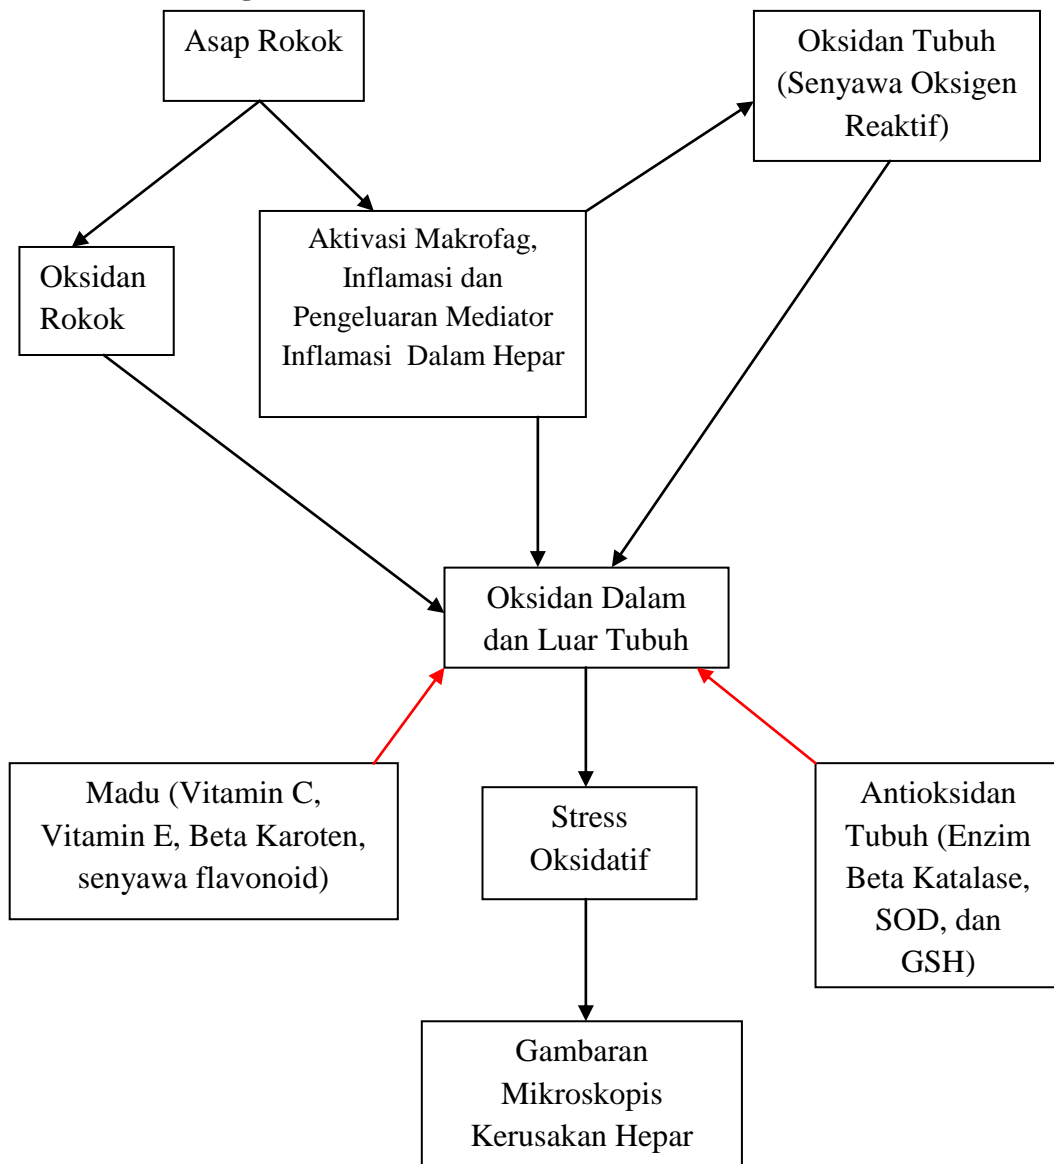 Asap Rokok
Oksidan Tubuh
(Senyawa Oksigen
Reaktif)
Aktivasi Makrofag,
Inflamasi dan
Pengeluaran Mediator
Inflamasi Dalam Hepar
Oksidan
Rokok
Oksidan Dalam
dan Luar Tubuh
Madu (Vitamin C,
Vitamin E, Beta Karoten,
senyawa flavonoid)
Stress
Oksidatif
Antioksidan
Tubuh (Enzim
Beta Katalase,
SOD, dan
GSH)
Gambaran
Mikroskopis
Kerusakan Hepar